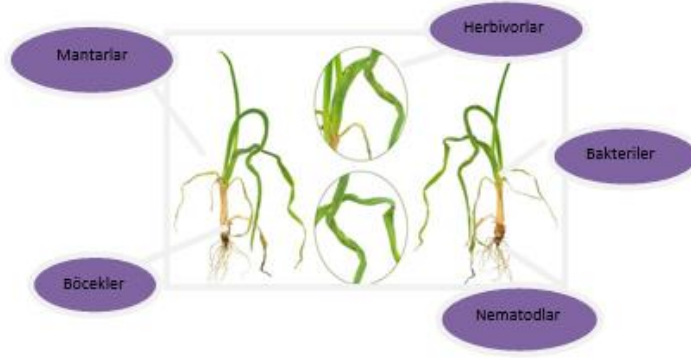 Herbivorlar
Mantarlar
Bakteriler
Böcekler
Nematodlar